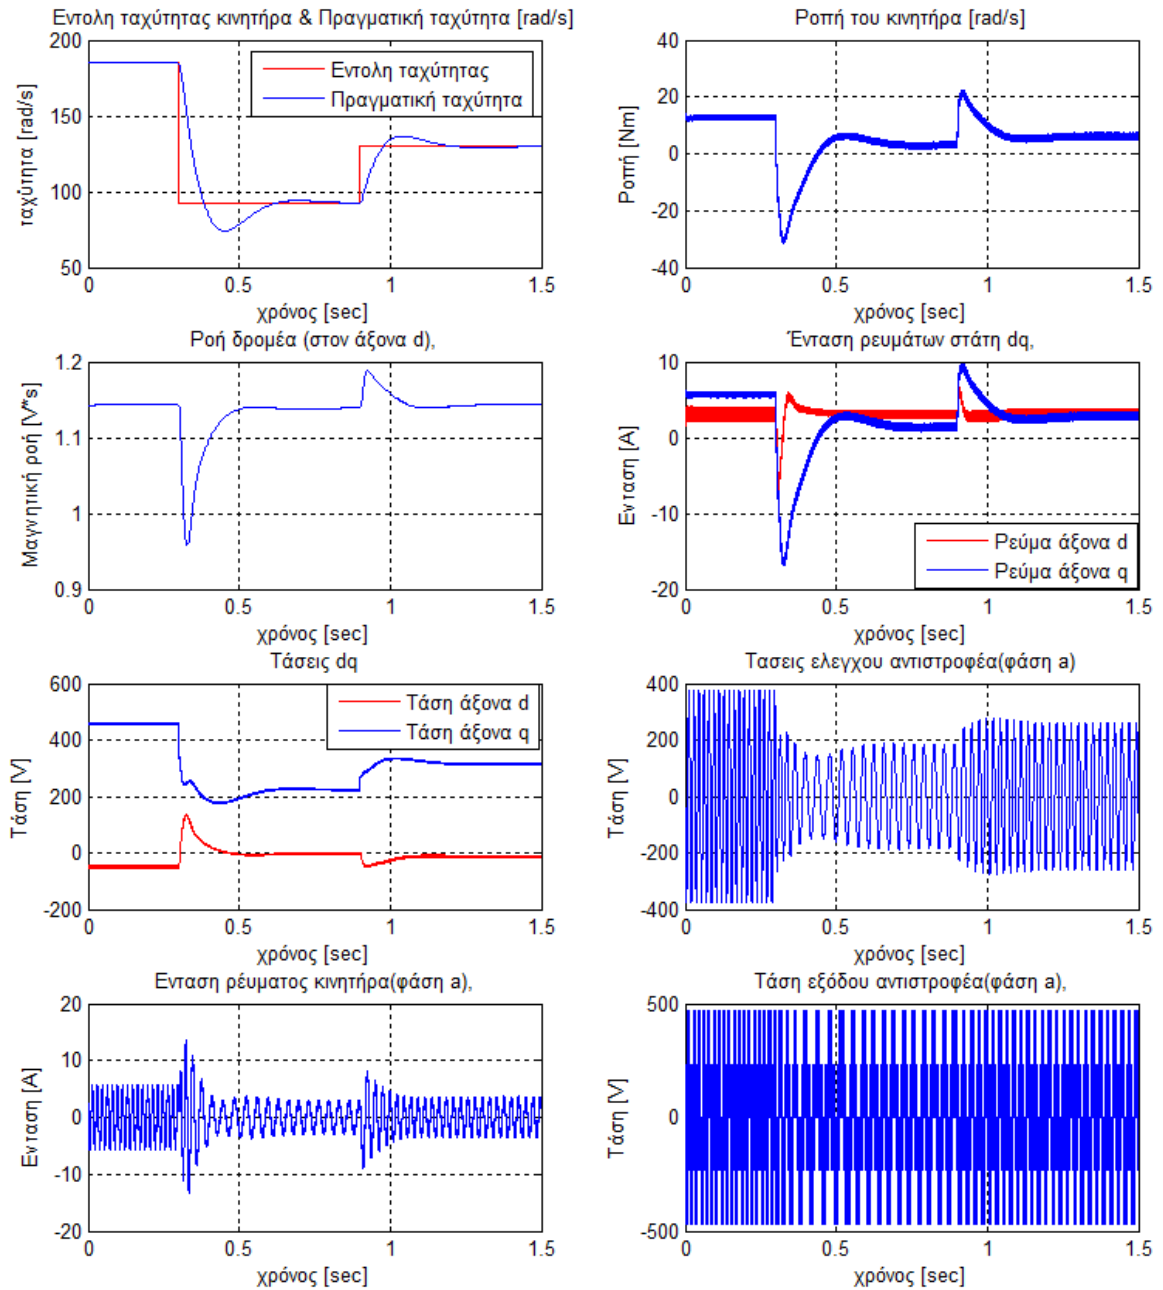 Εντολή ταχύτητας κινητήρα & Πραγματική ταχύτητα [rad/s]
200
150
100
50
ταχύτητα [rad/s]
Εντολη ταχύτητας
Πραγματική ταχύτητα
0
0.5
1
1.5
χρόνος [sec]
Ροπή του κινητήρα [rad/s]
40
20
0
-20
-40
Ροπή [Nm]
0
0.5
1
1.5
χρόνος [sec]
Ροή δρομέα (στον άξονα d),
1.2
1.1
1
0.9
Μαγνητική ροή [V*s]
0
0.5
1
1.5
χρόνος [sec]
Ένταση ρευμάτων στάτη dq,
10
0
-10
-20
Ενταση [A]
Ρεύμα άξονα d
Ρεύμα άξονα q
0
0.5
1
1.5
χρόνος [sec]
Τάσεις dq
600
400
200
0
-200
Τάση [V]
Τάση άξονα d
Τάση άξονα q
0
0.5
1
1.5
χρόνος [sec]
Τασεις ελεγχου αντιστροφέα(φάση a)
400
200
0
-200
-400
Τάση [V]
0
0.5
1
1.5
χρόνος [sec]
Ενταση ρέυματος κινητήρα(φάση a),
20
10
0
-10
-20
Ενταση [A]
0
0.5
1
1.5
χρόνος [sec]
Τάση εξόδου αντιστροφέα(φάση a),
500
0
-500
Τάση [V]
0
0.5
1
1.5
χρόνος [sec]